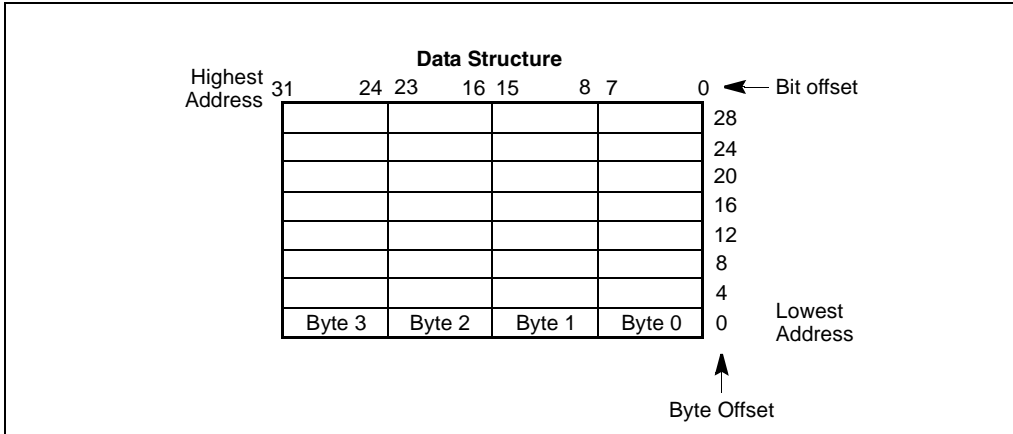 Data Structure
Highest
Address
31 24 23 16 15 8 7 0 Bit offset
28
24
20
16
12
8
4
Byte 3 Byte 2 Byte 1 Byte 0 0
Lowest
Address
Byte Offset